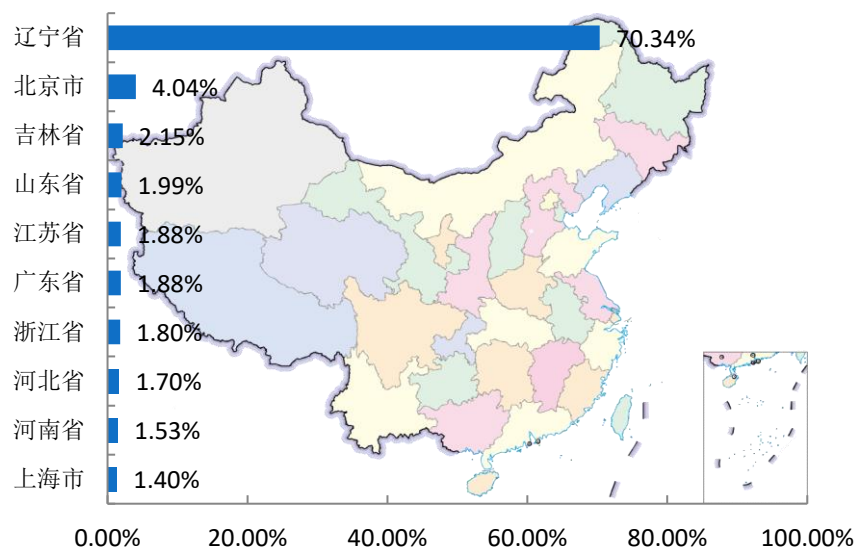 辽宁省 70.34%
北京市 4.04%
吉林省 2.15%
山东省 1.99%
江苏省 1.88%
广东省 1.88%
浙江省 1.80%
河北省 1.70%
河南省 1.53%
上海市 1.40%
0.00% 20.00% 40.00% 60.00% 80.00% 100.00%